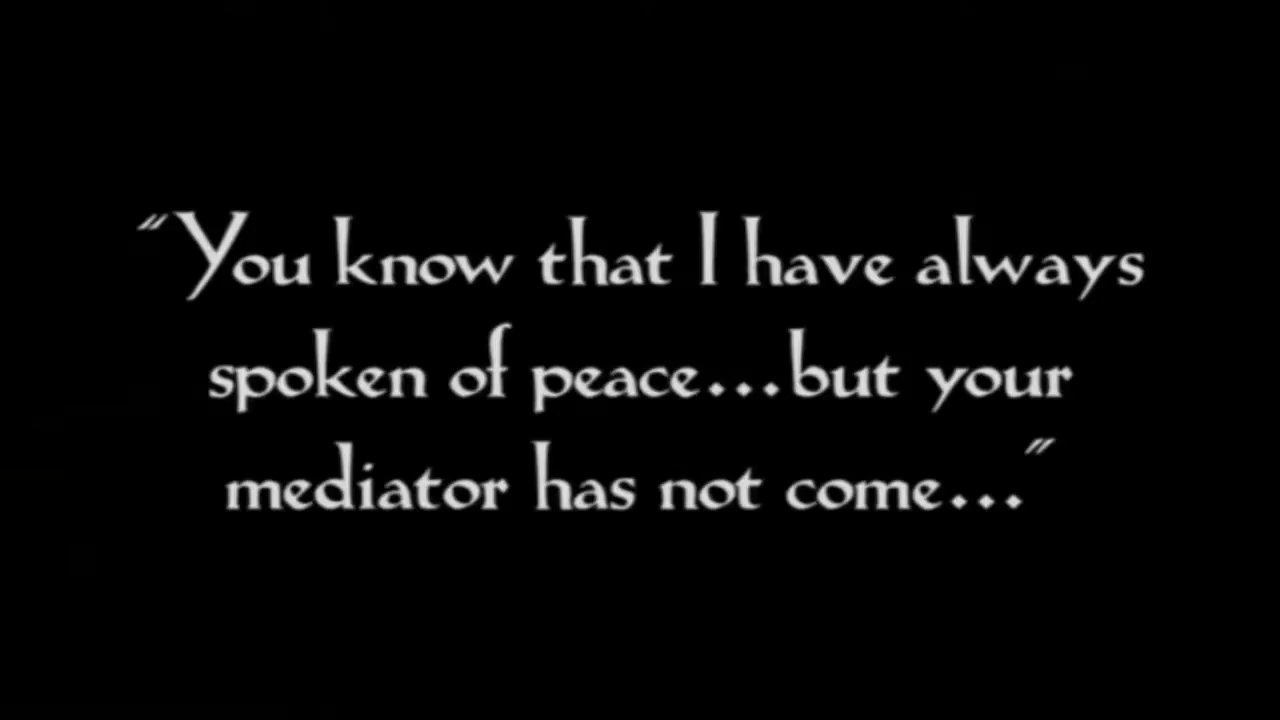 "You know that I have always
spoken of peace...but your
mediator has not come..."